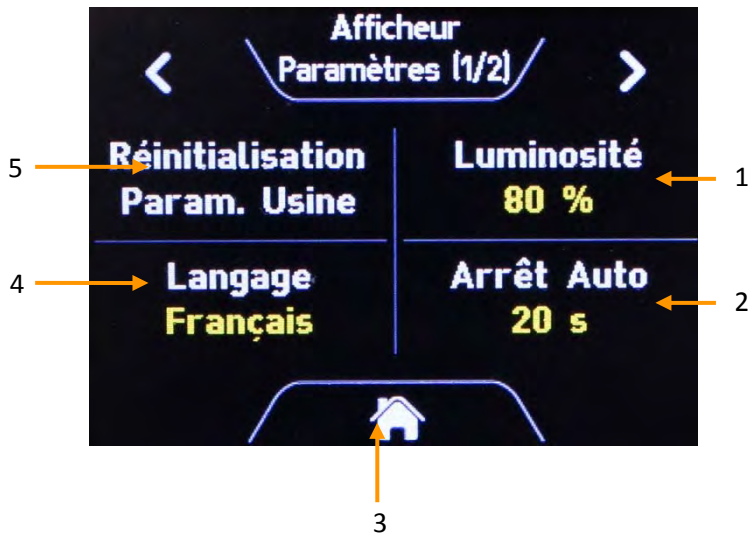 Afficheur
Paramètres (1/2)
5
Réinitialisation
Param. Usine
Luminosité
80 %
1
4
Langage
Français
Arrêt Auto
20 s
2
3